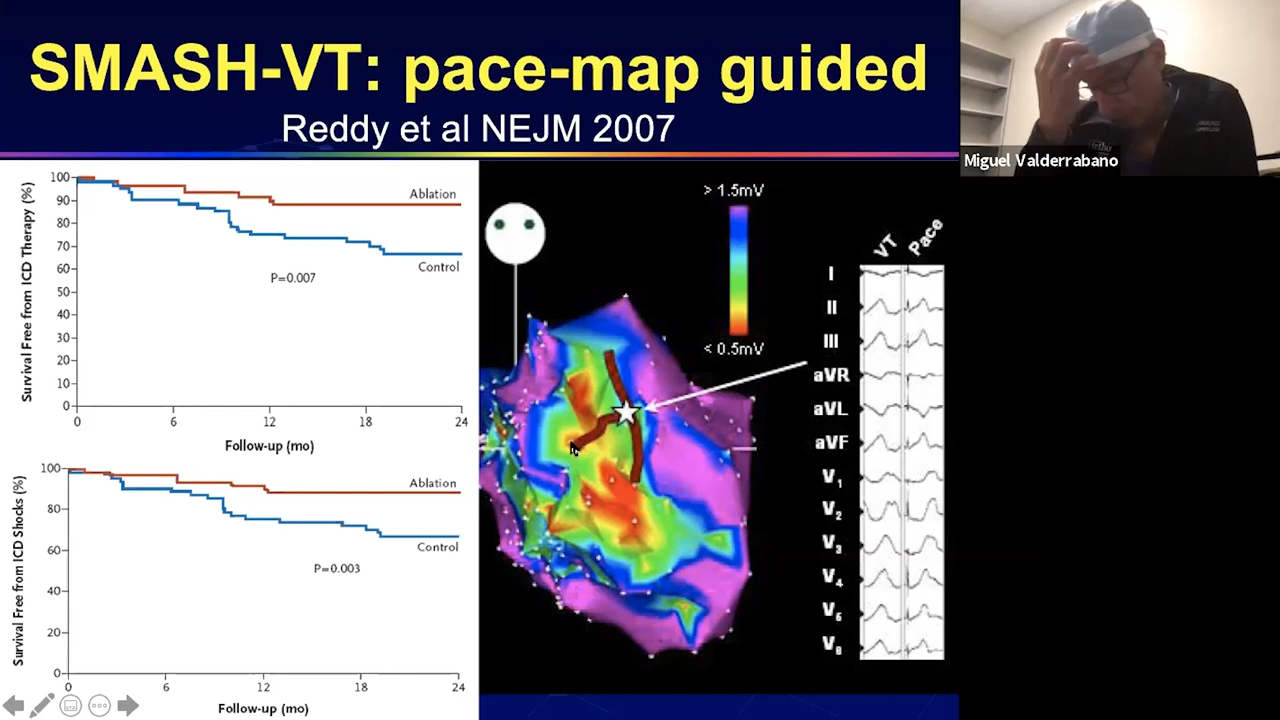 SMASH-VT: pace-map guided
Reddy et al NEJM 2007
Miguel Valderrabano
100
90
80
70
60
50
40
30
20
10
0
Survival Free from ICD Therapy (%)
Ablation
Control
P=0.007
0
6
12
18
24
Follow-up (mo)
100
80
60
40
20
0
Survival Free from ICD Shocks (%)
Ablation
Control
P=0.003
0
6
12
18
24
Follow-up (mo)
> 1.5mV
< 0.5mV
VT Pace
I
II
III
aVR
aVL
aVF
V1
V2
V3
V4
V5
V6